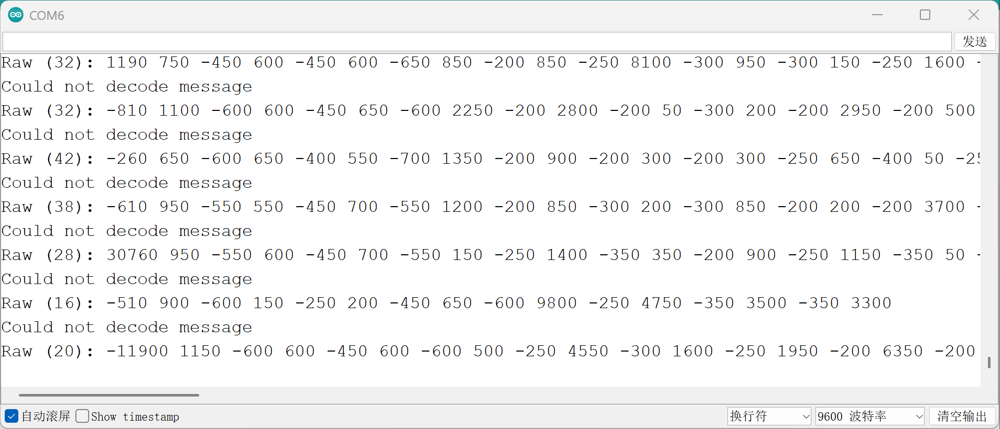 COM6
发送
Raw (32): 1190 750 -450 600 -450 600 -650 850 -200 850 -250 8100 -300 950 -300 150 -250 1600 -
Could not decode message
Raw (32): -810 1100 -600 600 -450 650 -600 2250 -200 2800 -200 50 -300 200 -200 2950 -200 500
Could not decode message
Raw (42): -260 650 -600 650 -400 550 -700 1350 -200 900 -200 300 -200 300 -250 650 -400 50 -25
Could not decode message
Raw (38): -610 950 -550 550 -450 700 -550 1200 -200 850 -300 200 -300 850 -200 200 -200 3700 -
Could not decode message
Raw (28): 30760 950 -550 600 -450 700 -550 150 -250 1400 -350 350 -200 900 -250 1150 -350 50 -
Could not decode message
Raw (16): -510 900 -600 150 -250 200 -450 650 -600 9800 -250 4750 -350 3500 -350 3300
Could not decode message
Raw (20): -11900 1150 -600 600 -450 600 -600 500 -250 4550 -300 1600 -250 1950 -200 6350 -200
自动滚屏 Show timestamp 换行符 9600 波特率 清空输出